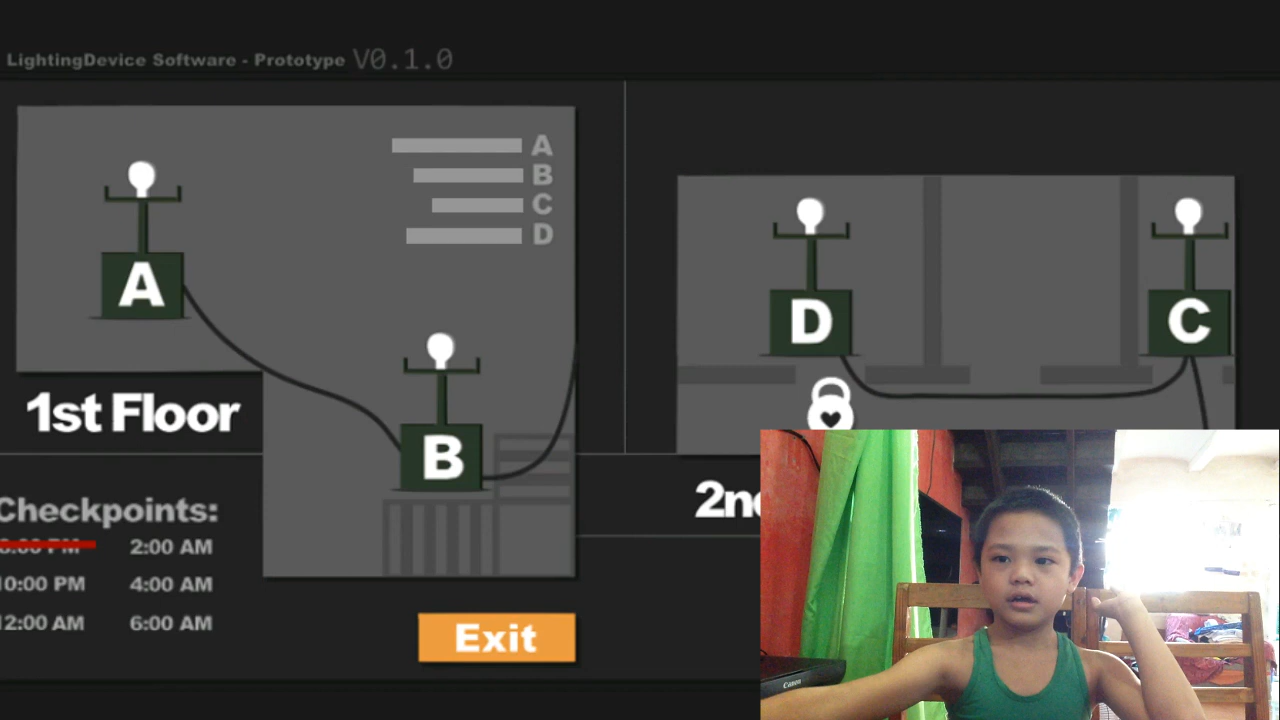 LightingDevice Software - Prototype V0.1.0
A
B
C
D
A
B
D
C
1st Floor
Checkpoints:
2:00 AM
10:00 PM 4:00 AM
12:00 AM 6:00 AM
Exit
Canon